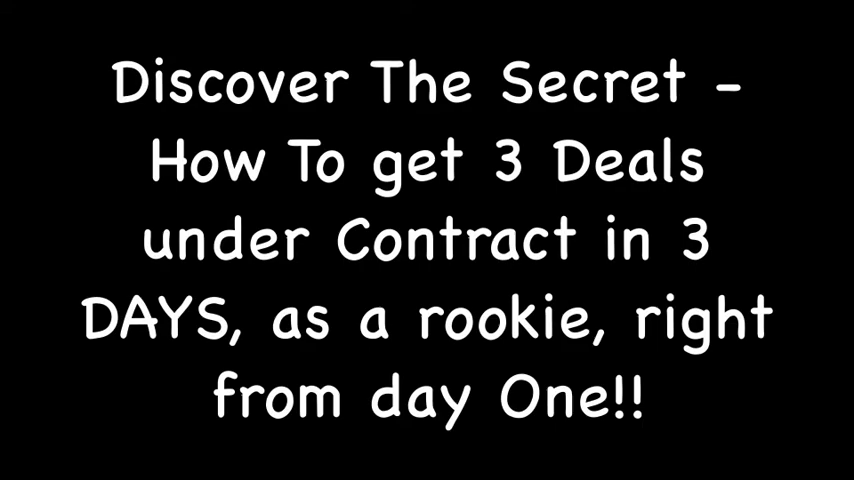 Discover The Secret -
How To get 3 Deals
under Contract in 3
DAYS, as a rookie, right
from day One!!